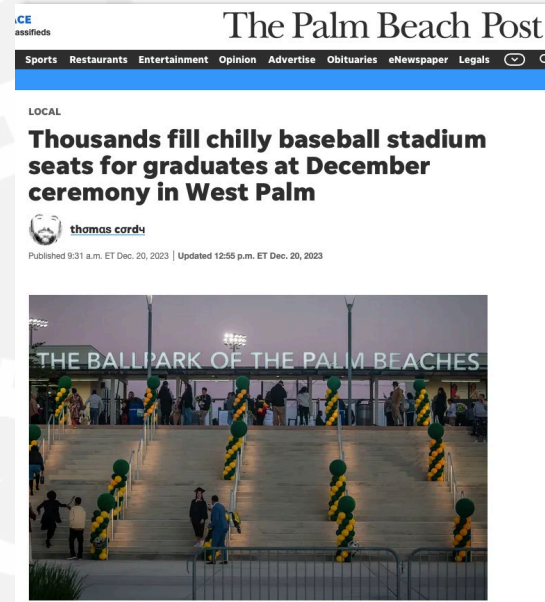 ACE
assifieds
The Palm Beach Post
Sports Restaurants Entertainment Opinion Advertise Obituaries eNewspaper Legals
LOCAL
Thousands fill chilly baseball stadium
seats for graduates at December
ceremony in West Palm
thomas cordy
Published 9:31 a.m. ET Dec. 20, 2023 | Updated 12:55 p.m. ET Dec. 20, 2023
THE BALLPARK OF THE PALM BEACHES